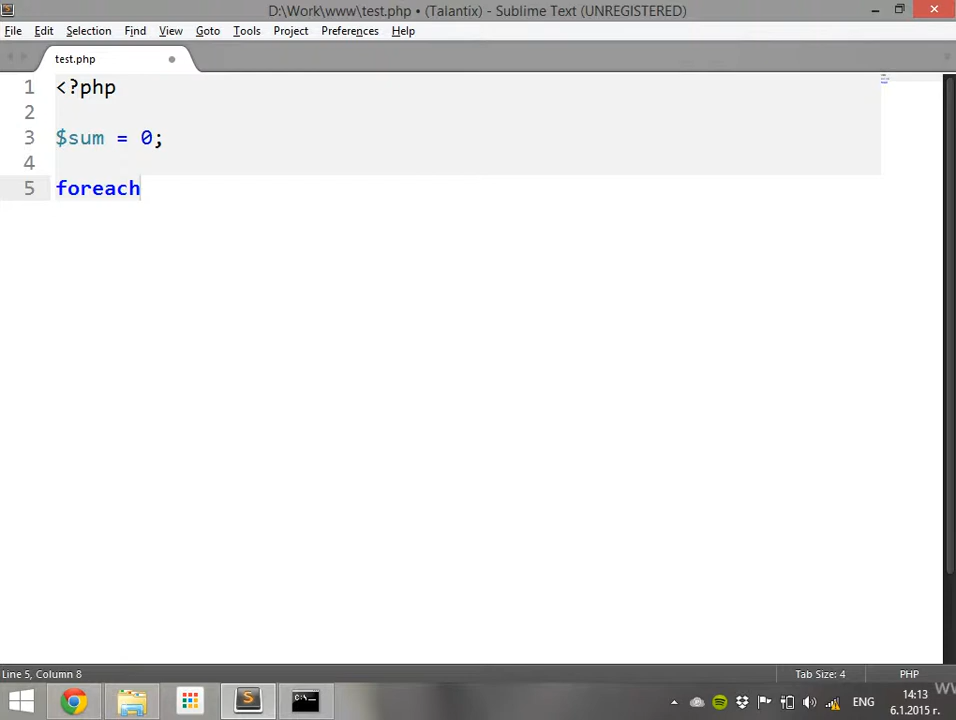 D:\Work\www\test.php • (Talantix) - Sublime Text (UNREGISTERED)
File Edit Selection Find View Goto Tools Project Preferences Help
test.php
1 <?php
2
3 $sum = 0;
4
5 foreach
Line 5, Column 8 Tab Size: 4 PHP
ЕНГ 14:13
6.1.2015 г.